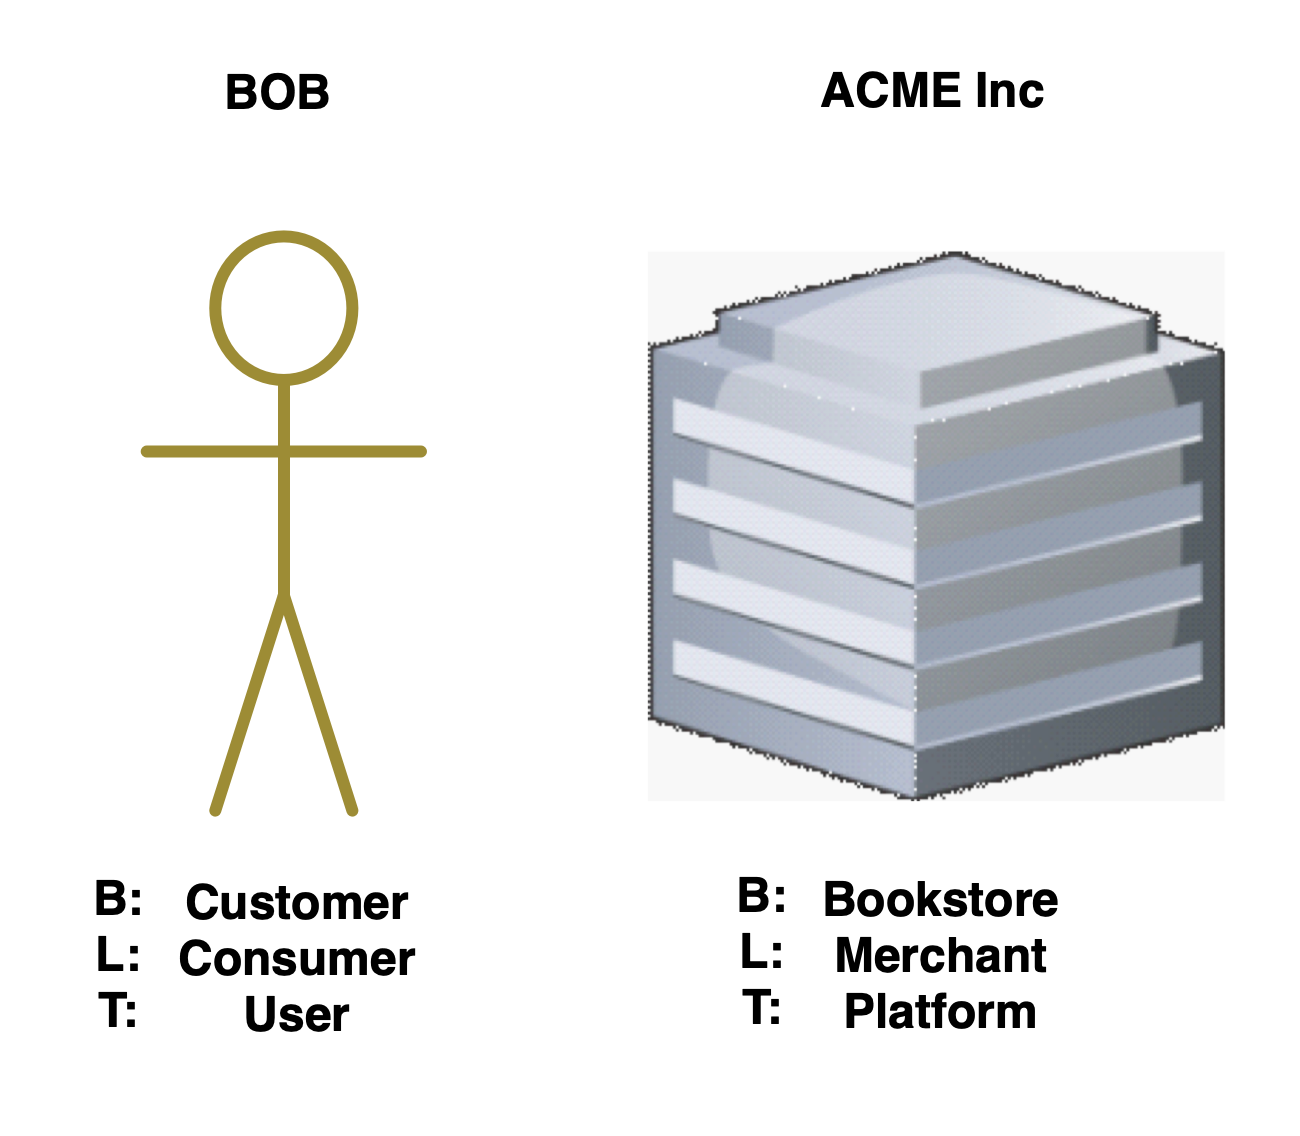 BOB
ACME Inc
B: Customer
L: Consumer
T: User
B: Bookstore
L: Merchant
T: Platform